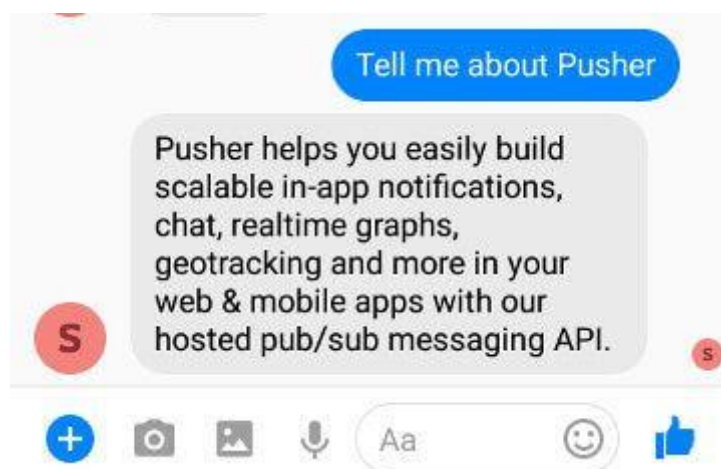 Tell me about Pusher
Pusher helps you easily build
scalable in-app notifications,
chat, realtime graphs,
geotracking and more in your
web & mobile apps with our
hosted pub/sub messaging API.
S
S
Aa